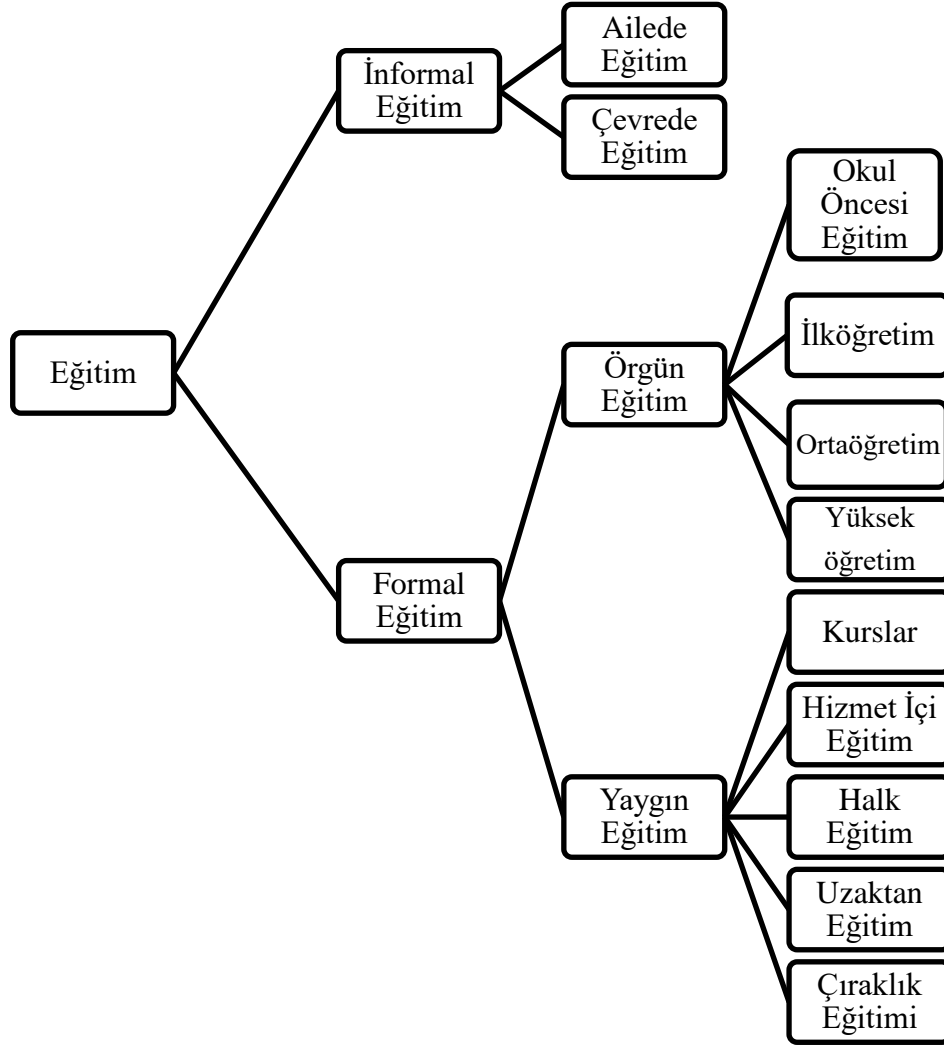 Ailede
Eğitim
İnformal
Eğitim
Çevrede
Eğitim
Okul
Öncesi
Eğitim
İlköğretim
Eğitim
Örgün
Eğitim
Ortaöğretim
Yüksek
öğretim
Formal
Eğitim
Kurslar
Hizmet İçi
Eğitim
Yaygın
Eğitim
Halk
Eğitim
Uzaktan
Eğitim
Çıraklık
Eğitimi